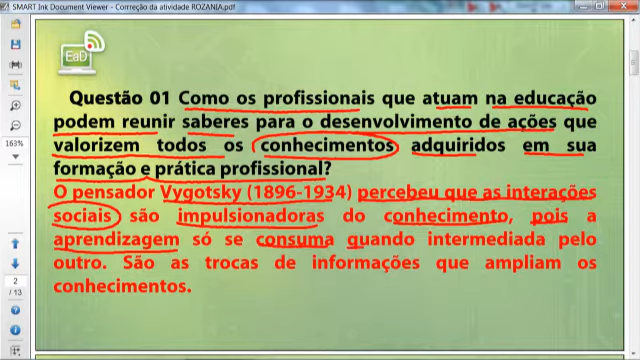 SMART Ink Document Viewer - Correção da atividade ROZANIA.pdf
EaD
Questão 01 Como os profissionais que atuam na educação
podem reunir saberes para o desenvolvimento de ações que
valorizem todos os conhecimentos adquiridos em sua
formação e prática profissional?
O pensador Vygotsky (1896-1934) percebeu que as interações
sociais são impulsionadoras do conhecimento, pois a
aprendizagem só se consuma quando intermediada pelo
outro. São as trocas de informações que ampliam os
conhecimentos.
163%
2
/ 13